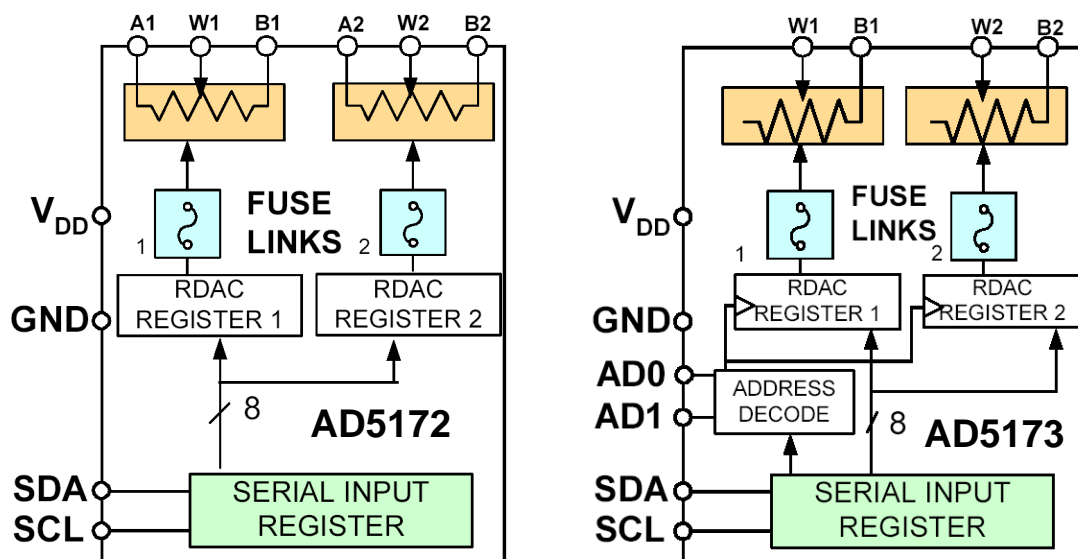 A1 W1 B1 A2 W2 B2
V_DD
FUSE
LINKS
1
2
RDAC
REGISTER 1
RDAC
REGISTER 2
GND
8
AD5172
SDA
SCL
SERIAL INPUT
REGISTER
W1 B1 W2 B2
V_DD
FUSE
LINKS
1
2
RDAC
REGISTER 1
RDAC
REGISTER 2
GND
AD0
AD1
ADDRESS
DECODE
8
AD5173
SDA
SCL
SERIAL INPUT
REGISTER